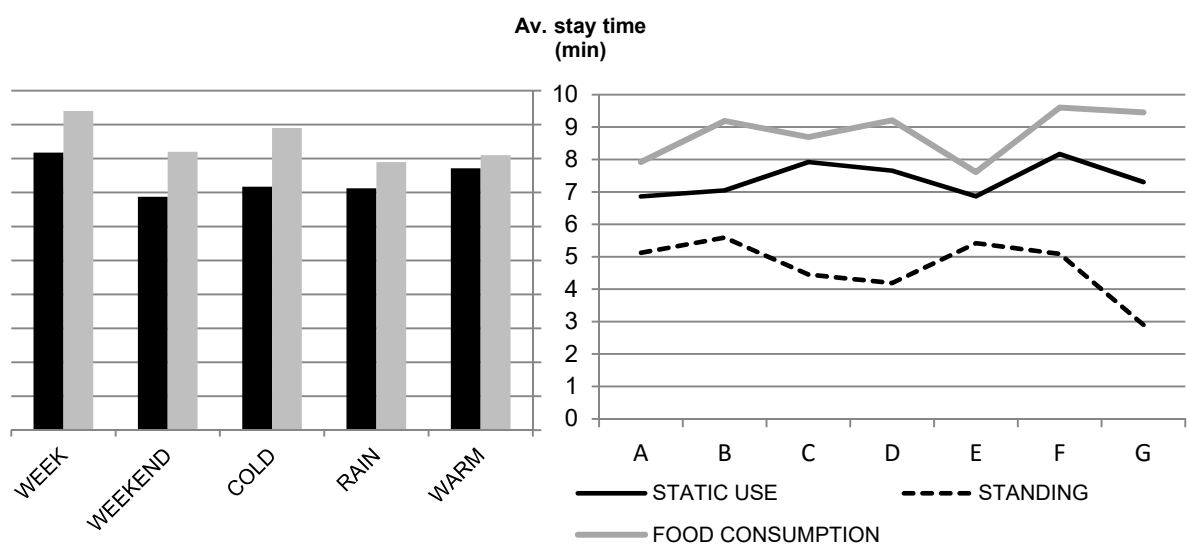 Av. stay time
(min)
10
9
8
7
6
5
4
3
2
1
0
WEEK
WEEKEND
COLD
RAIN
WARM
A B C D E F G
STATIC USE
STANDING
FOOD CONSUMPTION